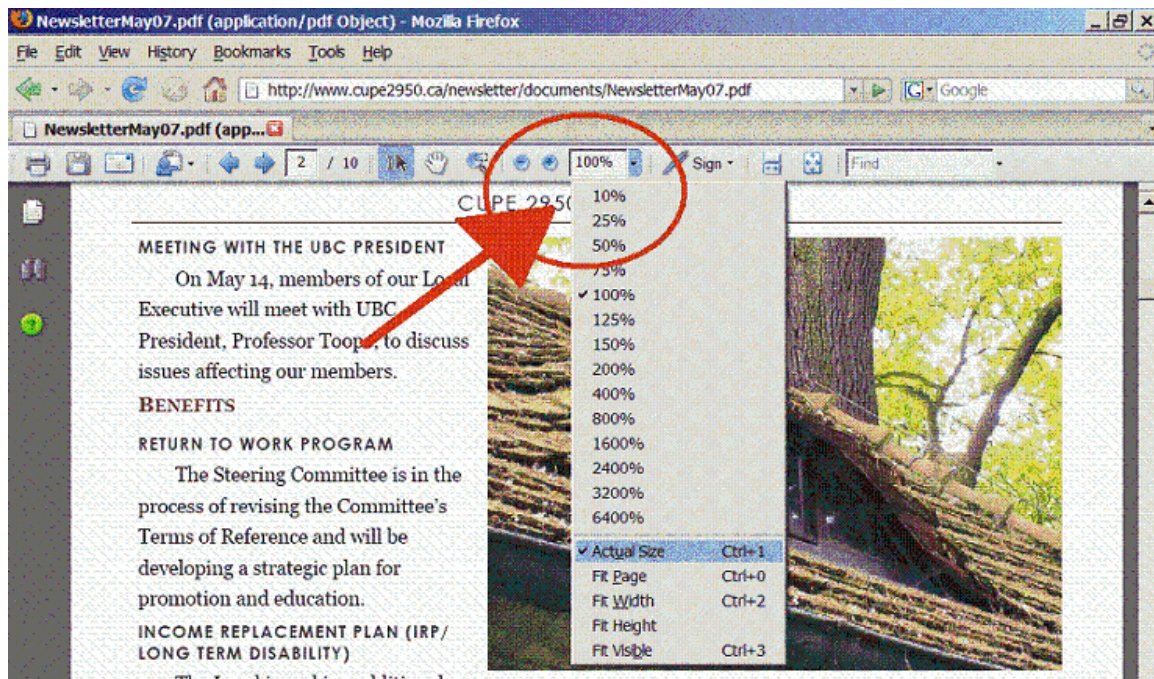 NewsletterMay07.pdf (application/pdf Object) - Mozilla Firefox
File Edit View History Bookmarks Tools Help
http://www.cupe2950.ca/newsletter/documents/NewsletterMay07.pdf G Google
NewsletterMay07.pdf (app...
2 / 10 100% Sign Find
CUPE 2950
MEETING WITH THE UBC PRESIDENT
On May 14, members of our Local
Executive will meet with UBC
President, Professor Toope, to discuss
issues affecting our members.
BENEFITS
RETURN TO WORK PROGRAM
The Steering Committee is in the
process of revising the Committee's
Terms of Reference and will be
developing a strategic plan for
promotion and education.
INCOME REPLACEMENT PLAN (IRP/
LONG TERM DISABILITY)
10%
25%
50%
75%
100%
125%
150%
200%
400%
800%
1600%
2400%
3200%
6400%
Actual Size Ctrl+1
Fit Page Ctrl+0
Fit Width Ctrl+2
Fit Height
Fit Visible Ctrl+3